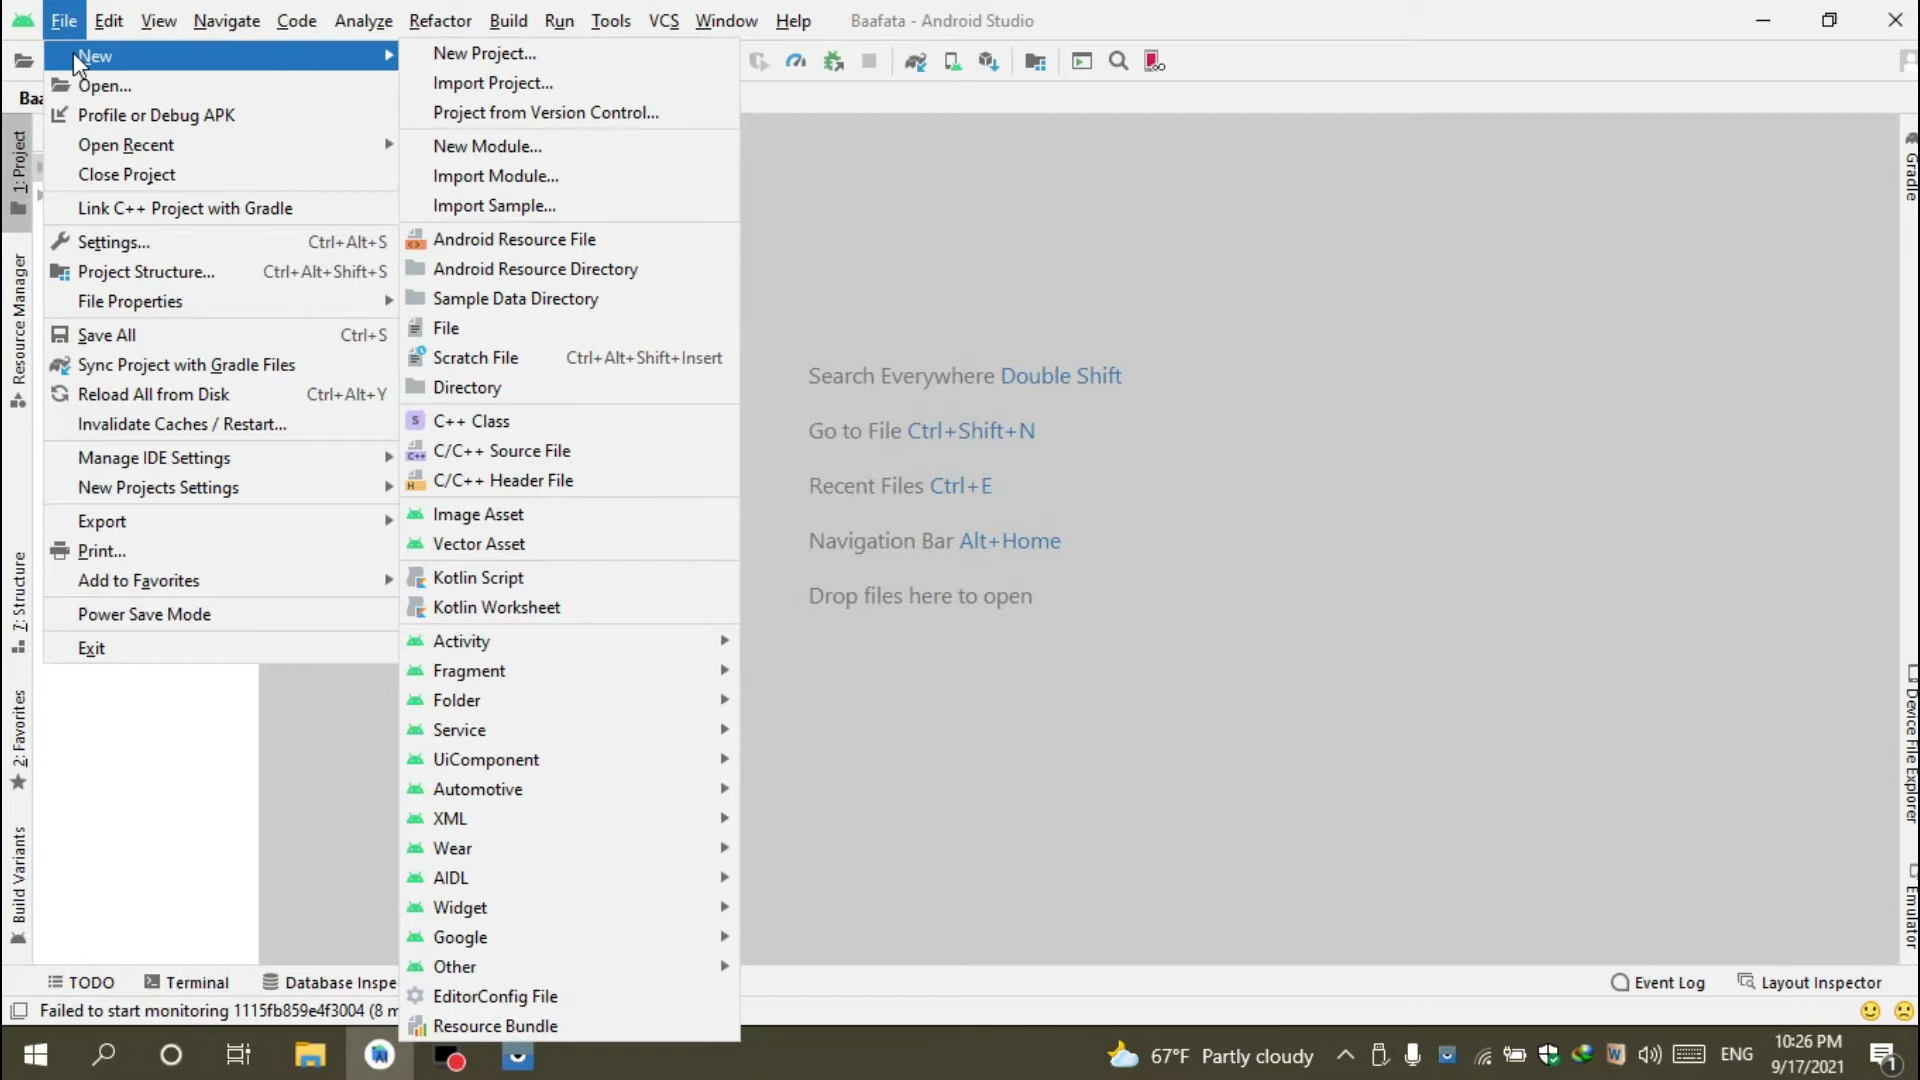 File Edit View Navigate Code Analyze Refactor Build Run Tools VCS Window Help Baafata - Android Studio
New
Open...
Profile or Debug APK
Open Recent
Close Project
Link C++ Project with Gradle
Settings... Ctrl+Alt+S
Project Structure... Ctrl+Alt+Shift+S
File Properties
Save All Ctrl+S
Sync Project with Gradle Files
Reload All from Disk Ctrl+Alt+Y
Invalidate Caches / Restart...
Manage IDE Settings
New Projects Settings
Export
Print...
Add to Favorites
Power Save Mode
Exit
New Project...
Import Project...
Project from Version Control...
New Module...
Import Module...
Import Sample...
Android Resource File
Android Resource Directory
Sample Data Directory
File
Scratch File Ctrl+Alt+Shift+Insert
Directory
C++ Class
C/C++ Source File
C/C++ Header File
Image Asset
Vector Asset
Kotlin Script
Kotlin Worksheet
Activity
Fragment
Folder
Service
UiComponent
Automotive
XML
Wear
AIDL
Widget
Google
Other
EditorConfig File
Resource Bundle
Baa
1: Project
Resource Manager
7: Structure
2: Favorites
Build Variants
Search Everywhere Double Shift
Go to File Ctrl+Shift+N
Recent Files Ctrl+E
Navigation Bar Alt+Home
Drop files here to open
Gradle
Device File Explorer
Emulator
TODO Terminal Database Inspe Event Log Layout Inspector
Failed to start monitoring 1115fb859e4f3004 (8 m
67°F Partly cloudy ENG 10:26 PM
9/17/2021
1